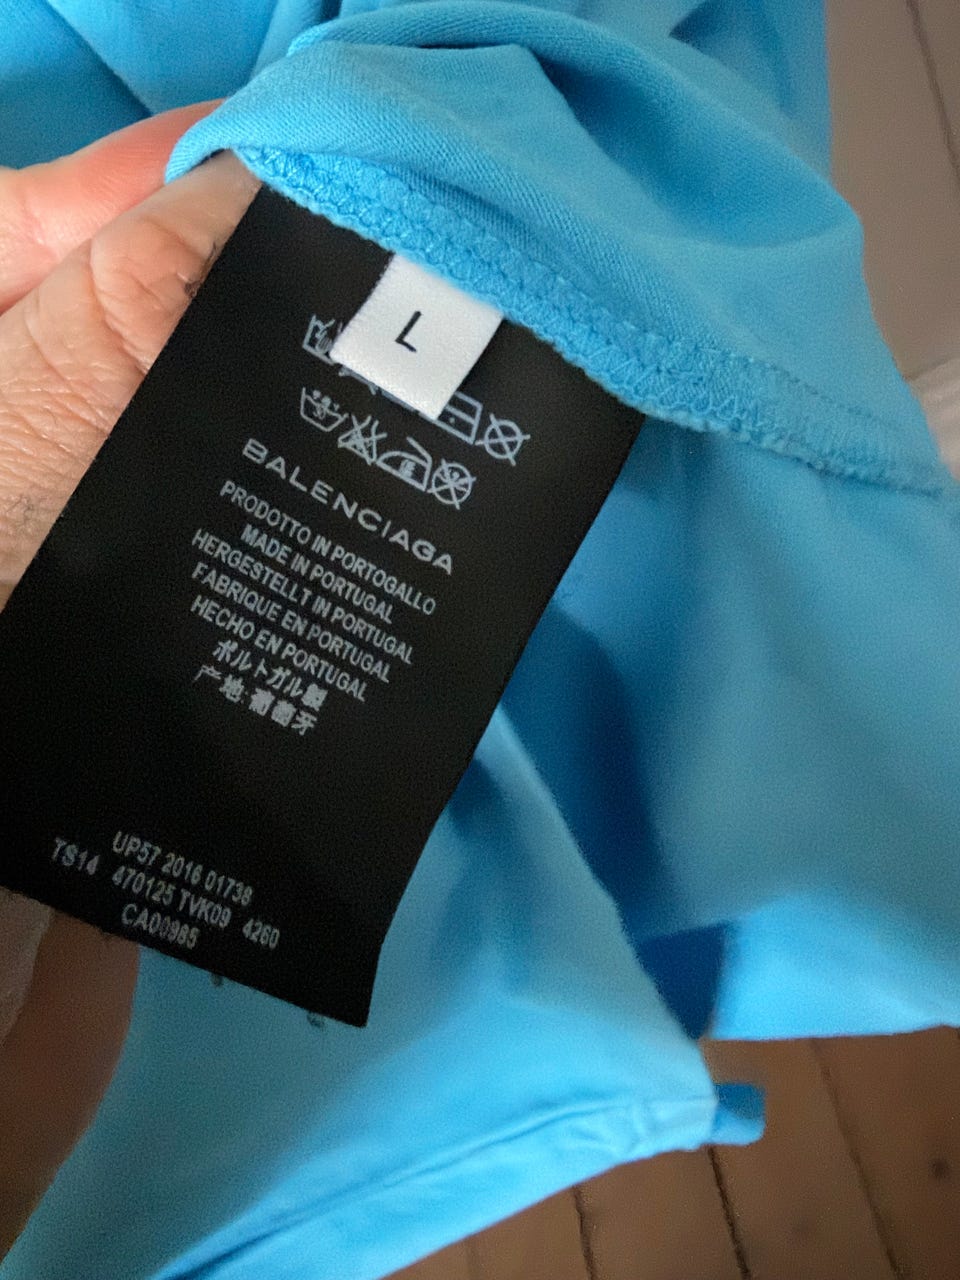 L
BALENCIAGA
PRODOTTO IN PORTOGALLO
MADE IN PORTUGAL
HERGESTELLT IN PORTUGAL
FABRIQUE EN PORTUGAL
HECHO EN PORTUGAL
ポルトガル製
产地: 葡萄牙
UP57 2016 01738
TS14 470125 TVK09 4260
CA00985